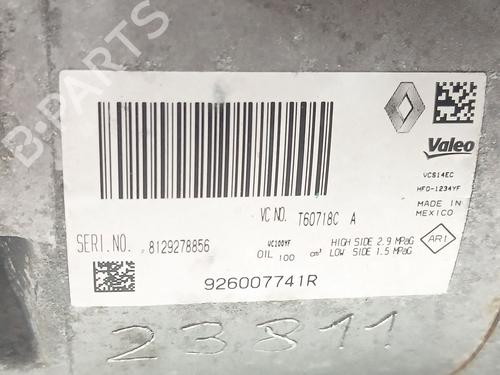 B-PARTS
Valeo
VCS14EC
HFO-1234YF
MADE IN
MEXICO
VC NO. T60718C A
SERI.NO. 8129278856
VC100YF
OIL 100 cm³
HIGH SIDE 2.9 MPaG
LOW SIDE 1.5 MPaG
AR1
926007741R
23811